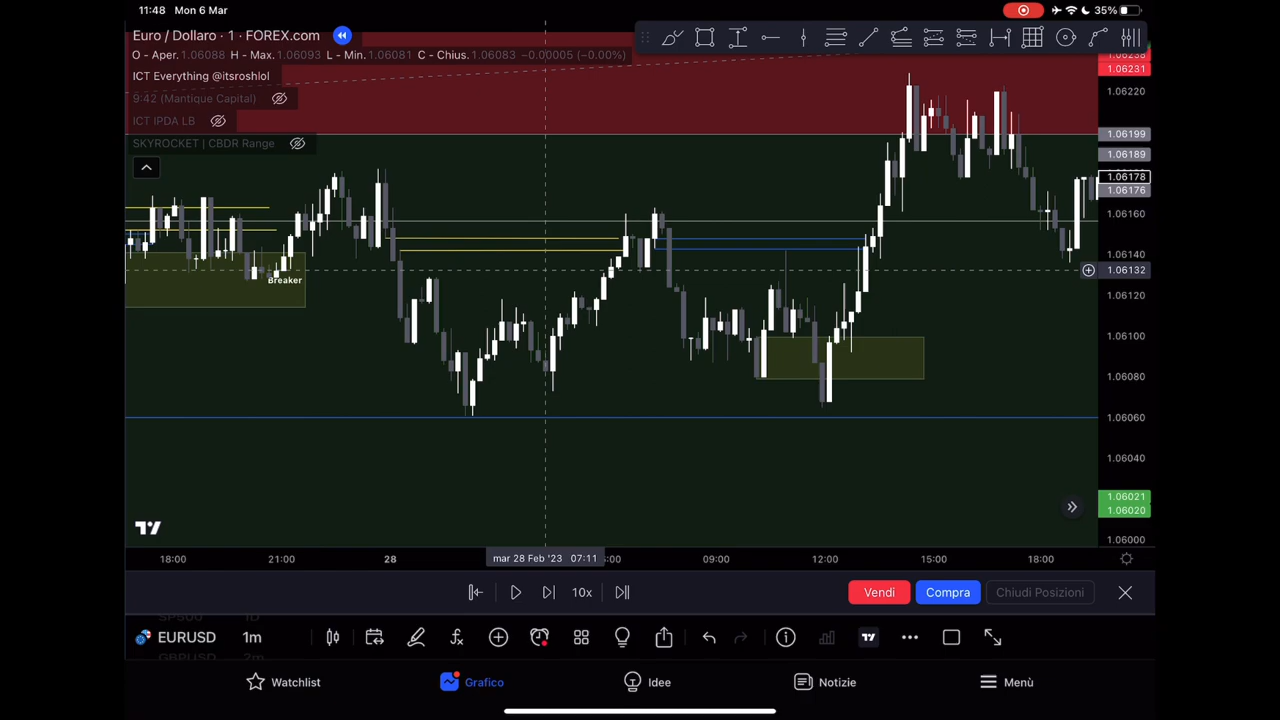 11:48 Mon 6 Mar
35%
Euro / Dollaro · 1 · FOREX.com
O - Aper. 1.06088 H - Max. 1.06093 L - Min. 1.06081 C - Chius. 1.06083 −0.00005 (−0.00%)
ICT Everything @itsroshlol
9:42 (Mantique Capital)
ICT IPDA LB
SKYROCKET | CBDR Range
1.06231
1.06220
1.06199
1.06189
1.06178
1.06176
1.06160
1.06140
1.06132
1.06120
1.06100
1.06080
1.06060
1.06040
1.06021
1.06020
1.06000
Breaker
18:00 21:00 28 mar 28 Feb '23 07:11 :00 09:00 12:00 15:00 18:00
10x Vendi Compra Chiudi Posizioni
SP500 1D
EURUSD 1m
GBPUSD 2m
Watchlist Grafico Idee Notizie Menù